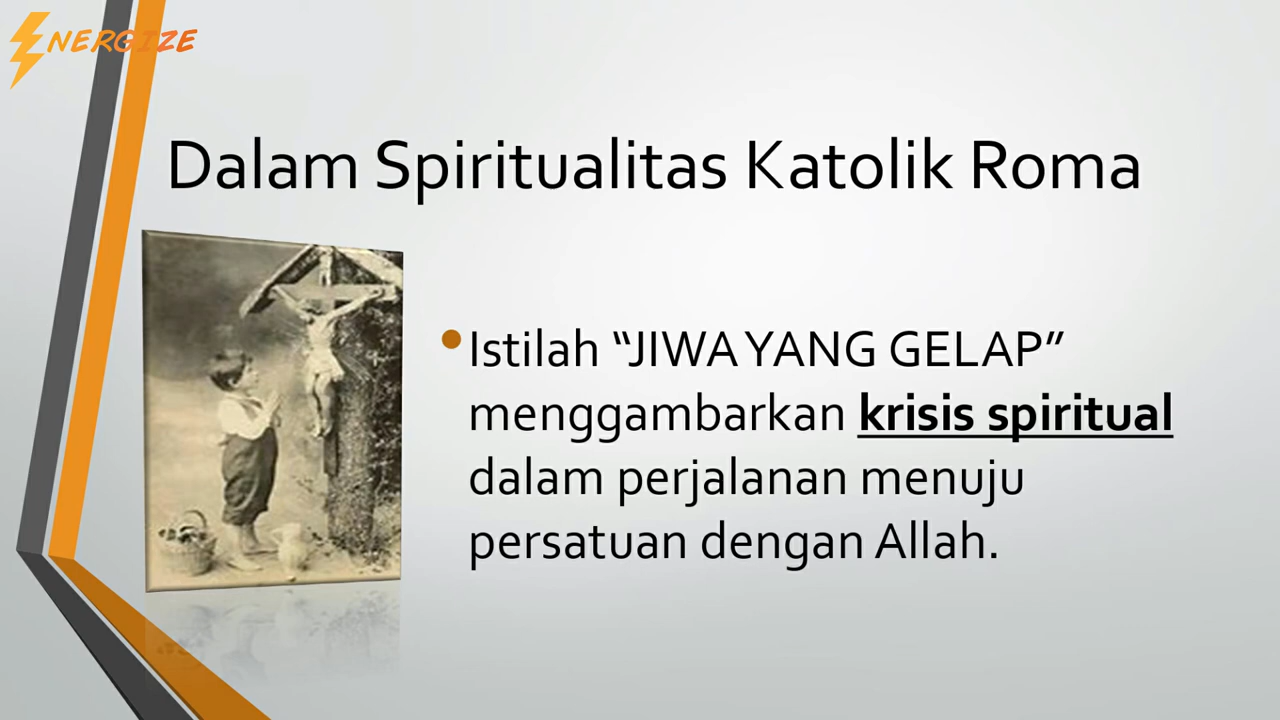 NERGIZE
Dalam Spiritualitas Katolik Roma
•Istilah “JIWA YANG GELAP”
menggambarkan krisis spiritual
dalam perjalanan menuju
persatuan dengan Allah.